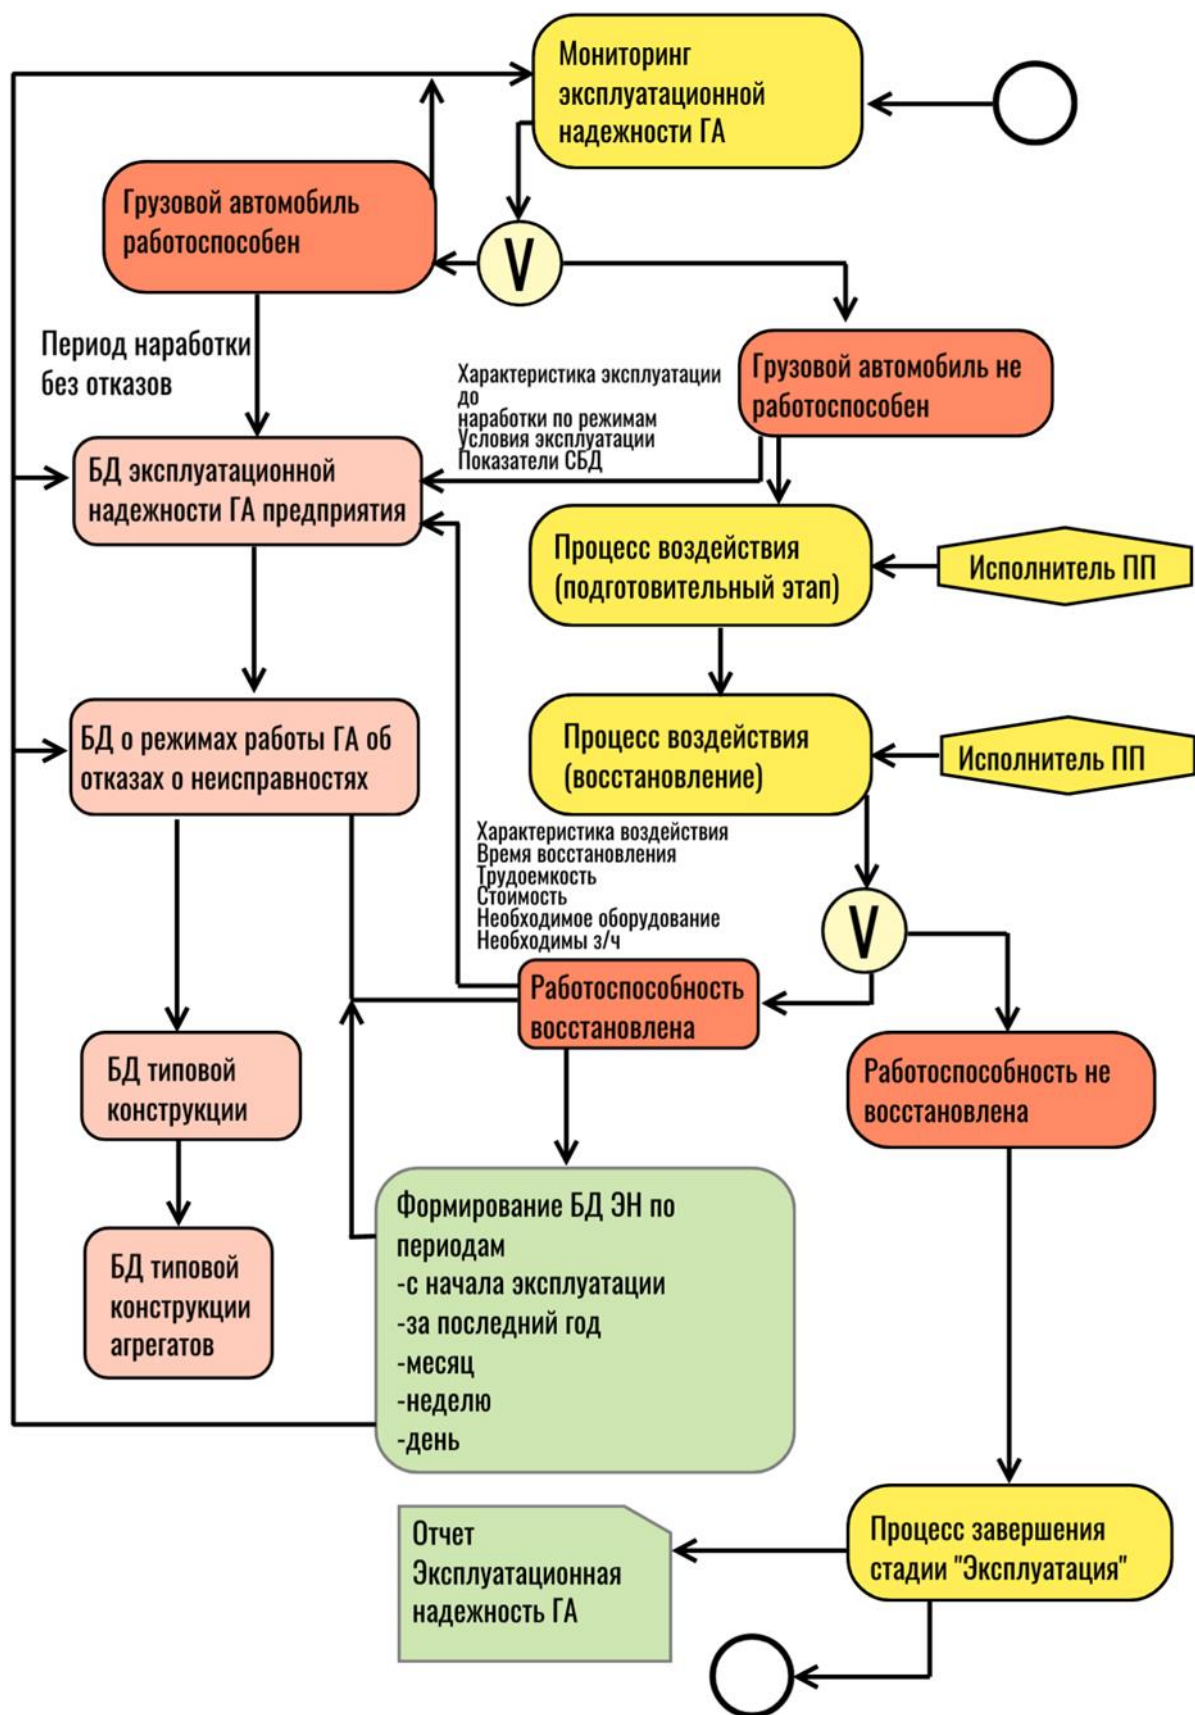 Мониторинг
эксплуатационной
надежности ГА
Грузовой автомобиль
работоспособен
V
Период наработки
без отказов
Грузовой автомобиль не
работоспособен
Характеристика эксплуатации
до
наработки по режимам
Условия эксплуатации
Показатели СБД
БД эксплуатационной
надежности ГА предприятия
Процесс воздействия
(подготовительный этап)
Исполнитель ПП
БД о режимах работы ГА об
отказах о неисправностях
Процесс воздействия
(восстановление)
Исполнитель ПП
Характеристика воздействия
Время восстановления
Трудоемкость
Стоимость
Необходимое оборудование
Необходимы з/ч
V
Работоспособность
восстановлена
Работоспособность не
восстановлена
БД типовой
конструкции
БД типовой
конструкции
агрегатов
Формирование БД ЭН по
периодам
-с начала эксплуатации
-за последний год
-месяц
-неделю
-день
Процесс завершения
стадии "Эксплуатация"
Отчет
Эксплуатационная
надежность ГА